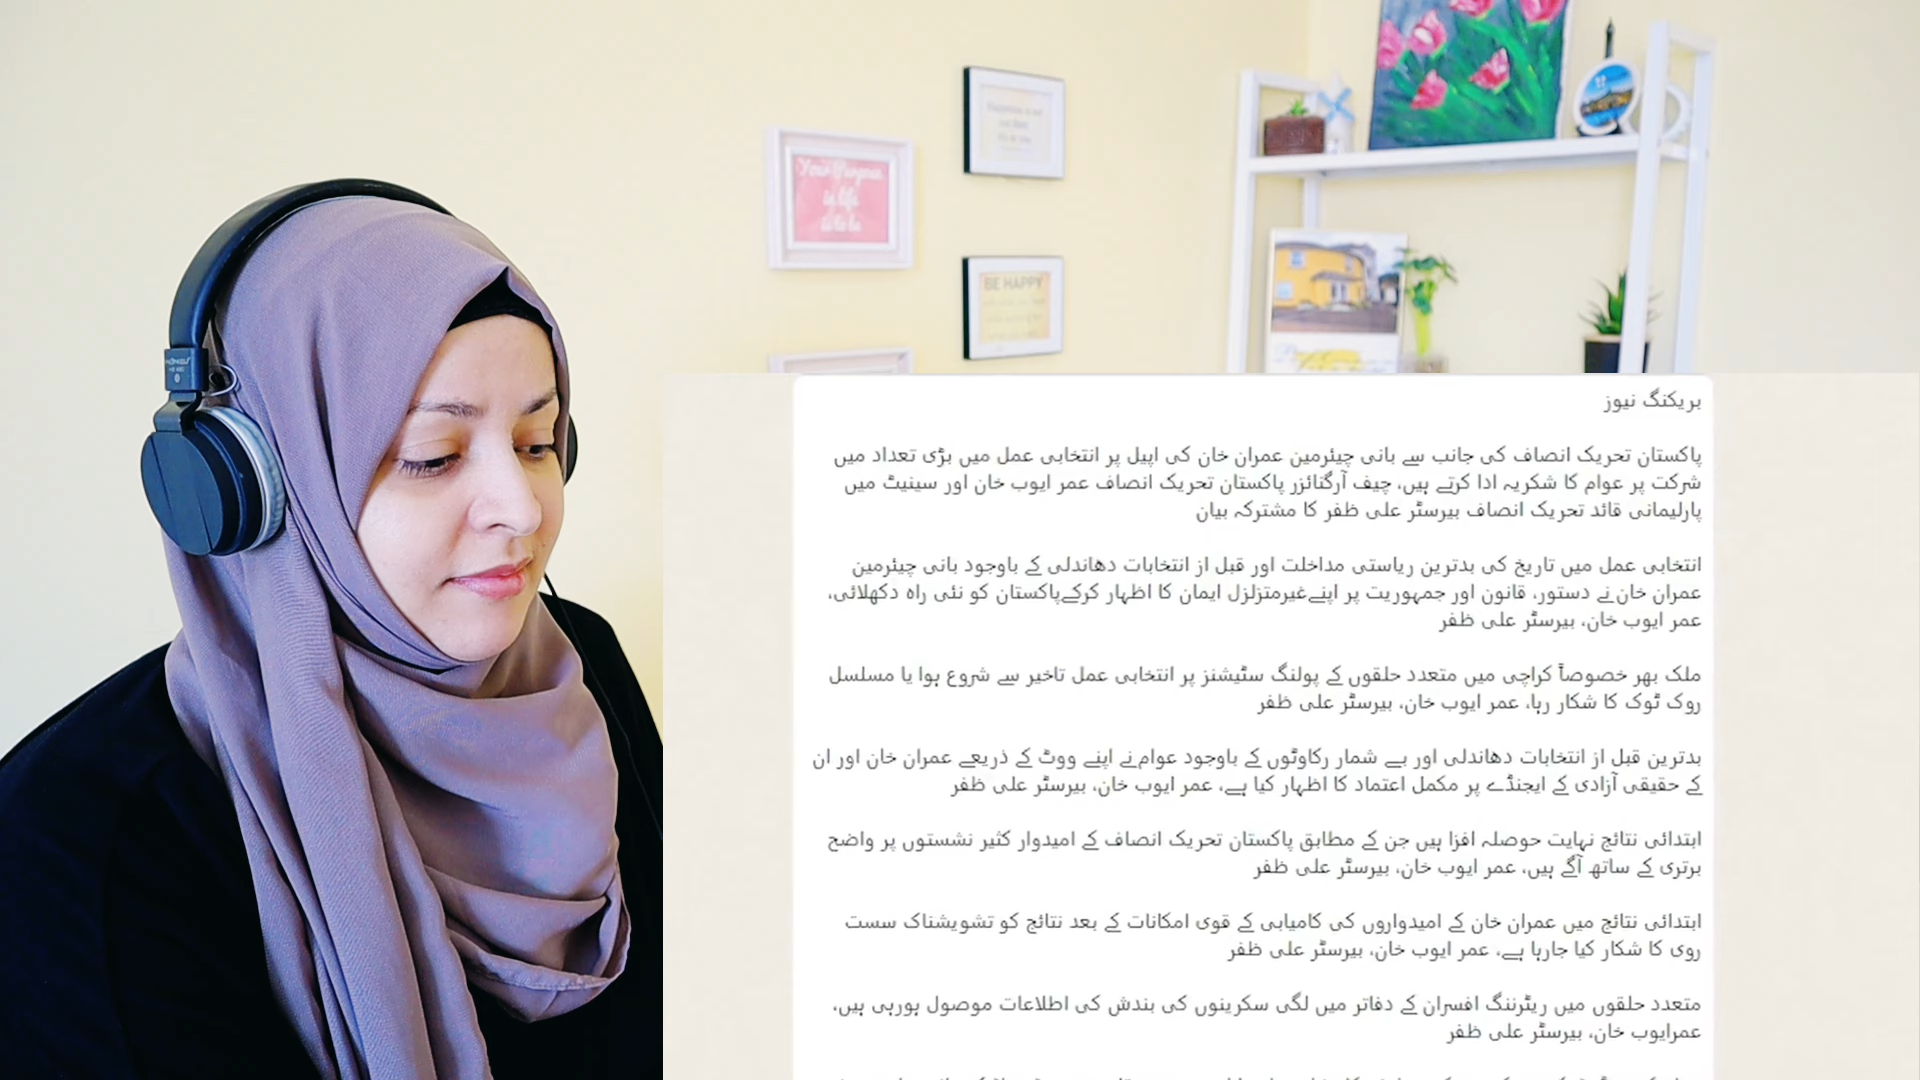 Your Purpose
in life
is to be
BE HAPPY
بریکنگ نیوز
پاکستان تحریک انصاف کی جانب سے بانی چیئرمین عمران خان کی اپیل پر انتخابی عمل میں بڑی تعداد میں
شرکت پر عوام کا شکریہ ادا کرتے ہیں، چیف آرگنائزر پاکستان تحریک انصاف عمر ایوب خان اور سینیٹ میں
پارلیمانی قائد تحریک انصاف بیرسٹر علی ظفر کا مشترکہ بیان
انتخابی عمل میں تاریخ کی بدترین ریاستی مداخلت اور قبل از انتخابات دھاندلی کے باوجود بانی چیئرمین
عمران خان نے دستور، قانون اور جمہوریت پر اپنےغیرمتزلزل ایمان کا اظہار کرکےپاکستان کو نئی راہ دکھلائی،
عمر ایوب خان، بیرسٹر علی ظفر
ملک بھر خصوصاً کراچی میں متعدد حلقوں کے پولنگ سٹیشنز پر انتخابی عمل تاخیر سے شروع ہوا یا مسلسل
روک ٹوک کا شکار رہا، عمر ایوب خان، بیرسٹر علی ظفر
بدترین قبل از انتخابات دھاندلی اور بے شمار رکاوٹوں کے باوجود عوام نے اپنے ووٹ کے ذریعے عمران خان اور ان
کے حقیقی آزادی کے ایجنڈے پر مکمل اعتماد کا اظہار کیا ہے، عمر ایوب خان، بیرسٹر علی ظفر
ابتدائی نتائج نہایت حوصلہ افزا ہیں جن کے مطابق پاکستان تحریک انصاف کے امیدوار کثیر نشستوں پر واضح
برتری کے ساتھ آگے ہیں، عمر ایوب خان، بیرسٹر علی ظفر
ابتدائی نتائج میں عمران خان کے امیدواروں کی کامیابی کے قوی امکانات کے بعد نتائج کو تشویشناک سست
روی کا شکار کیا جارہا ہے، عمر ایوب خان، بیرسٹر علی ظفر
متعدد حلقوں میں ریٹرننگ افسران کے دفاتر میں لگی سکرینوں کی بندش کی اطلاعات موصول ہورہی ہیں،
عمرایوب خان، بیرسٹر علی ظفر